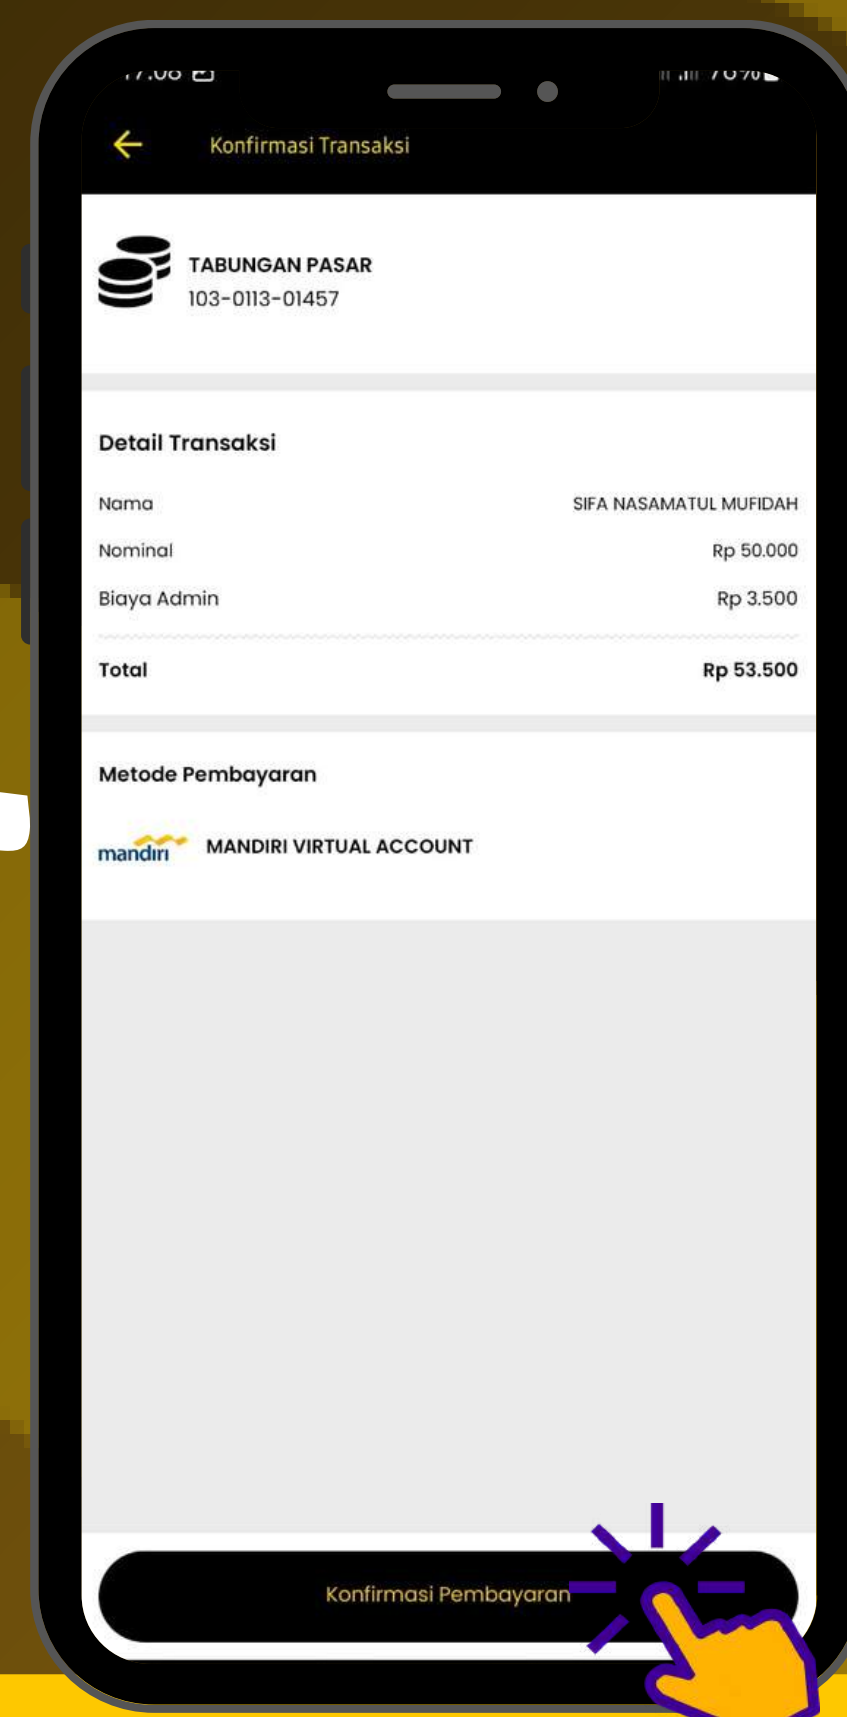 Konfirmasi Transaksi
TABUNGAN PASAR
103-0113-01457
Detail Transaksi
Nama SIFA NASAMATUL MUFIDAH
Nominal Rp 50.000
Biaya Admin Rp 3.500
Total Rp 53.500
Metode Pembayaran
mandırı MANDIRI VIRTUAL ACCOUNT
Konfirmasi Pembayaran